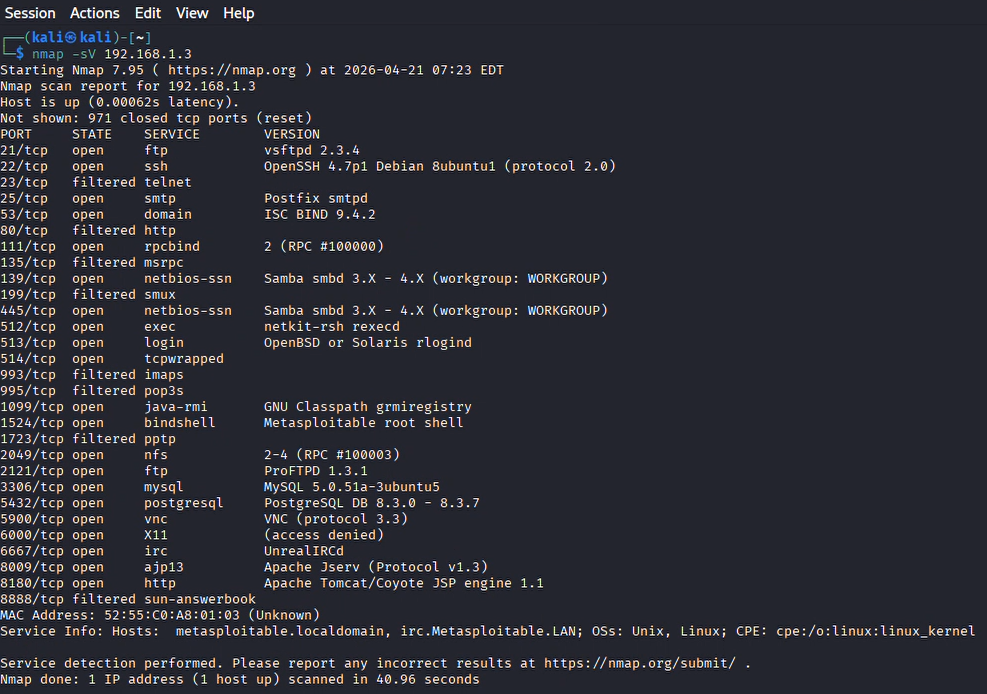 Session Actions Edit View Help
┌──(kali㉿kali)-[~]
└─$ nmap -sV 192.168.1.3
Starting Nmap 7.95 ( https://nmap.org ) at 2026-04-21 07:23 EDT
Nmap scan report for 192.168.1.3
Host is up (0.00062s latency).
Not shown: 971 closed tcp ports (reset)
PORT     STATE    SERVICE        VERSION
21/tcp   open     ftp            vsftpd 2.3.4
22/tcp   open     ssh            OpenSSH 4.7p1 Debian 8ubuntu1 (protocol 2.0)
23/tcp   filtered telnet
25/tcp   open     smtp           Postfix smtpd
53/tcp   open     domain         ISC BIND 9.4.2
80/tcp   filtered http
111/tcp  open     rpcbind        2 (RPC #100000)
135/tcp  filtered msrpc
139/tcp  open     netbios-ssn    Samba smbd 3.X - 4.X (workgroup: WORKGROUP)
199/tcp  filtered smux
445/tcp  open     netbios-ssn    Samba smbd 3.X - 4.X (workgroup: WORKGROUP)
512/tcp  open     exec           netkit-rsh rexecd
513/tcp  open     login          OpenBSD or Solaris rlogind
514/tcp  open     tcpwrapped
993/tcp  filtered imaps
995/tcp  filtered pop3s
1099/tcp open     java-rmi       GNU Classpath grmiregistry
1524/tcp open     bindshell      Metasploitable root shell
1723/tcp filtered pptp
2049/tcp open     nfs            2-4 (RPC #100003)
2121/tcp open     ftp            ProFTPD 1.3.1
3306/tcp open     mysql          MySQL 5.0.51a-3ubuntu5
5432/tcp open     postgresql     PostgreSQL DB 8.3.0 - 8.3.7
5900/tcp open     vnc            VNC (protocol 3.3)
6000/tcp open     X11            (access denied)
6667/tcp open     irc            UnrealIRCd
8009/tcp open     ajp13          Apache Jserv (Protocol v1.3)
8180/tcp open     http           Apache Tomcat/Coyote JSP engine 1.1
8888/tcp filtered sun-answerbook
MAC Address: 52:55:C0:A8:01:03 (Unknown)
Service Info: Hosts:  metasploitable.localdomain, irc.Metasploitable.LAN; OSs: Unix, Linux; CPE: cpe:/o:linux:linux_kernel
Service detection performed. Please report any incorrect results at https://nmap.org/submit/ .
Nmap done: 1 IP address (1 host up) scanned in 40.96 seconds